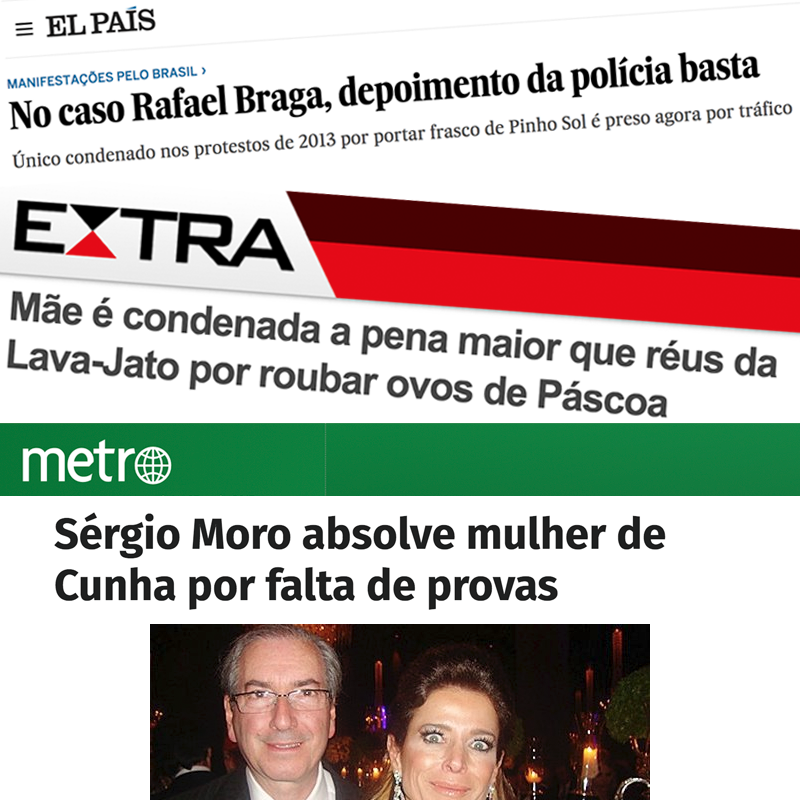 EL PAÍS
MANIFESTAÇÕES PELO BRASIL ›
No caso Rafael Braga, depoimento da polícia basta
Único condenado nos protestos de 2013 por portar frasco de Pinho Sol é preso agora por tráfico
EXTRA
Mãe é condenada a pena maior que réus da
Lava-Jato por roubar ovos de Páscoa
metro
Sérgio Moro absolve mulher de
Cunha por falta de provas